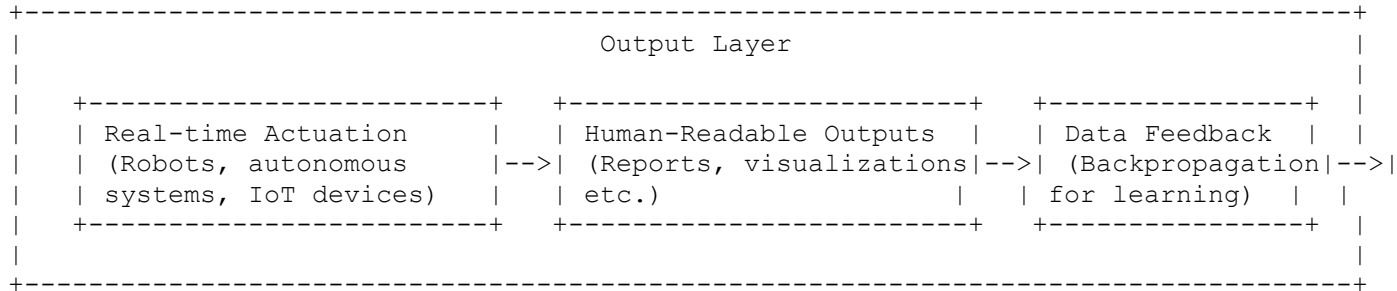 Output Layer
Real-time Actuation
(Robots, autonomous
systems, IoT devices)
Human-Readable Outputs
(Reports, visualizations
etc.)
Data Feedback
(Backpropagation
for learning)